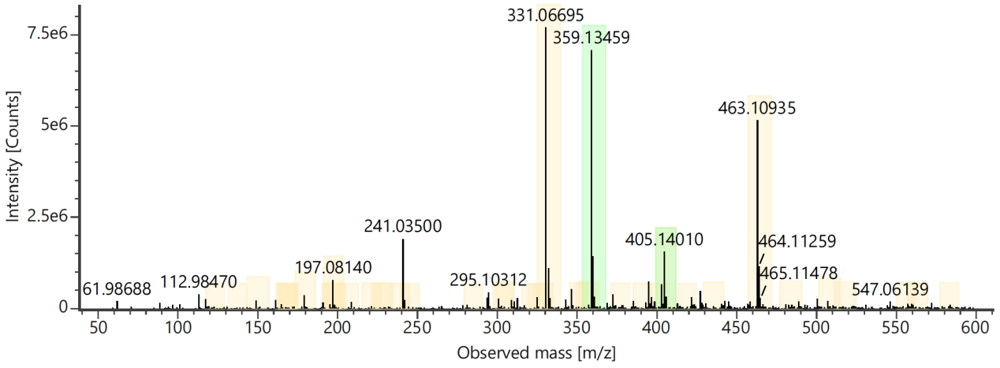 331.06695
7.5e6
359.13459
463.10935
5e6
Intensity [Counts]
2.5e6
241.03500
405.14010
464.11259
197.08140
465.11478
61.98688
112.98470
295.10312
547.06139
0
50 100 150 200 250 300 350 400 450 500 550 600
Observed mass [m/z]